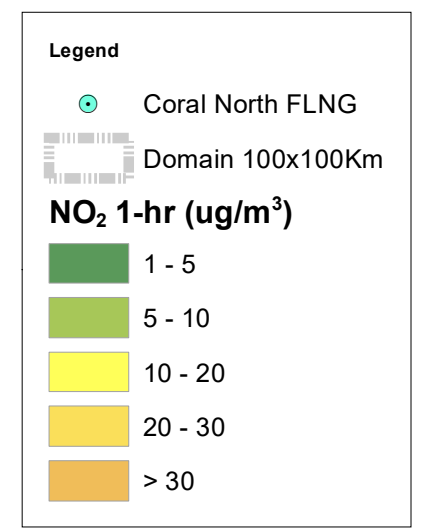 Legend
Coral North FLNG
Domain 100x100Km
NO₂ 1-hr (ug/m³)
1 - 5
5 - 10
10 - 20
20 - 30
> 30